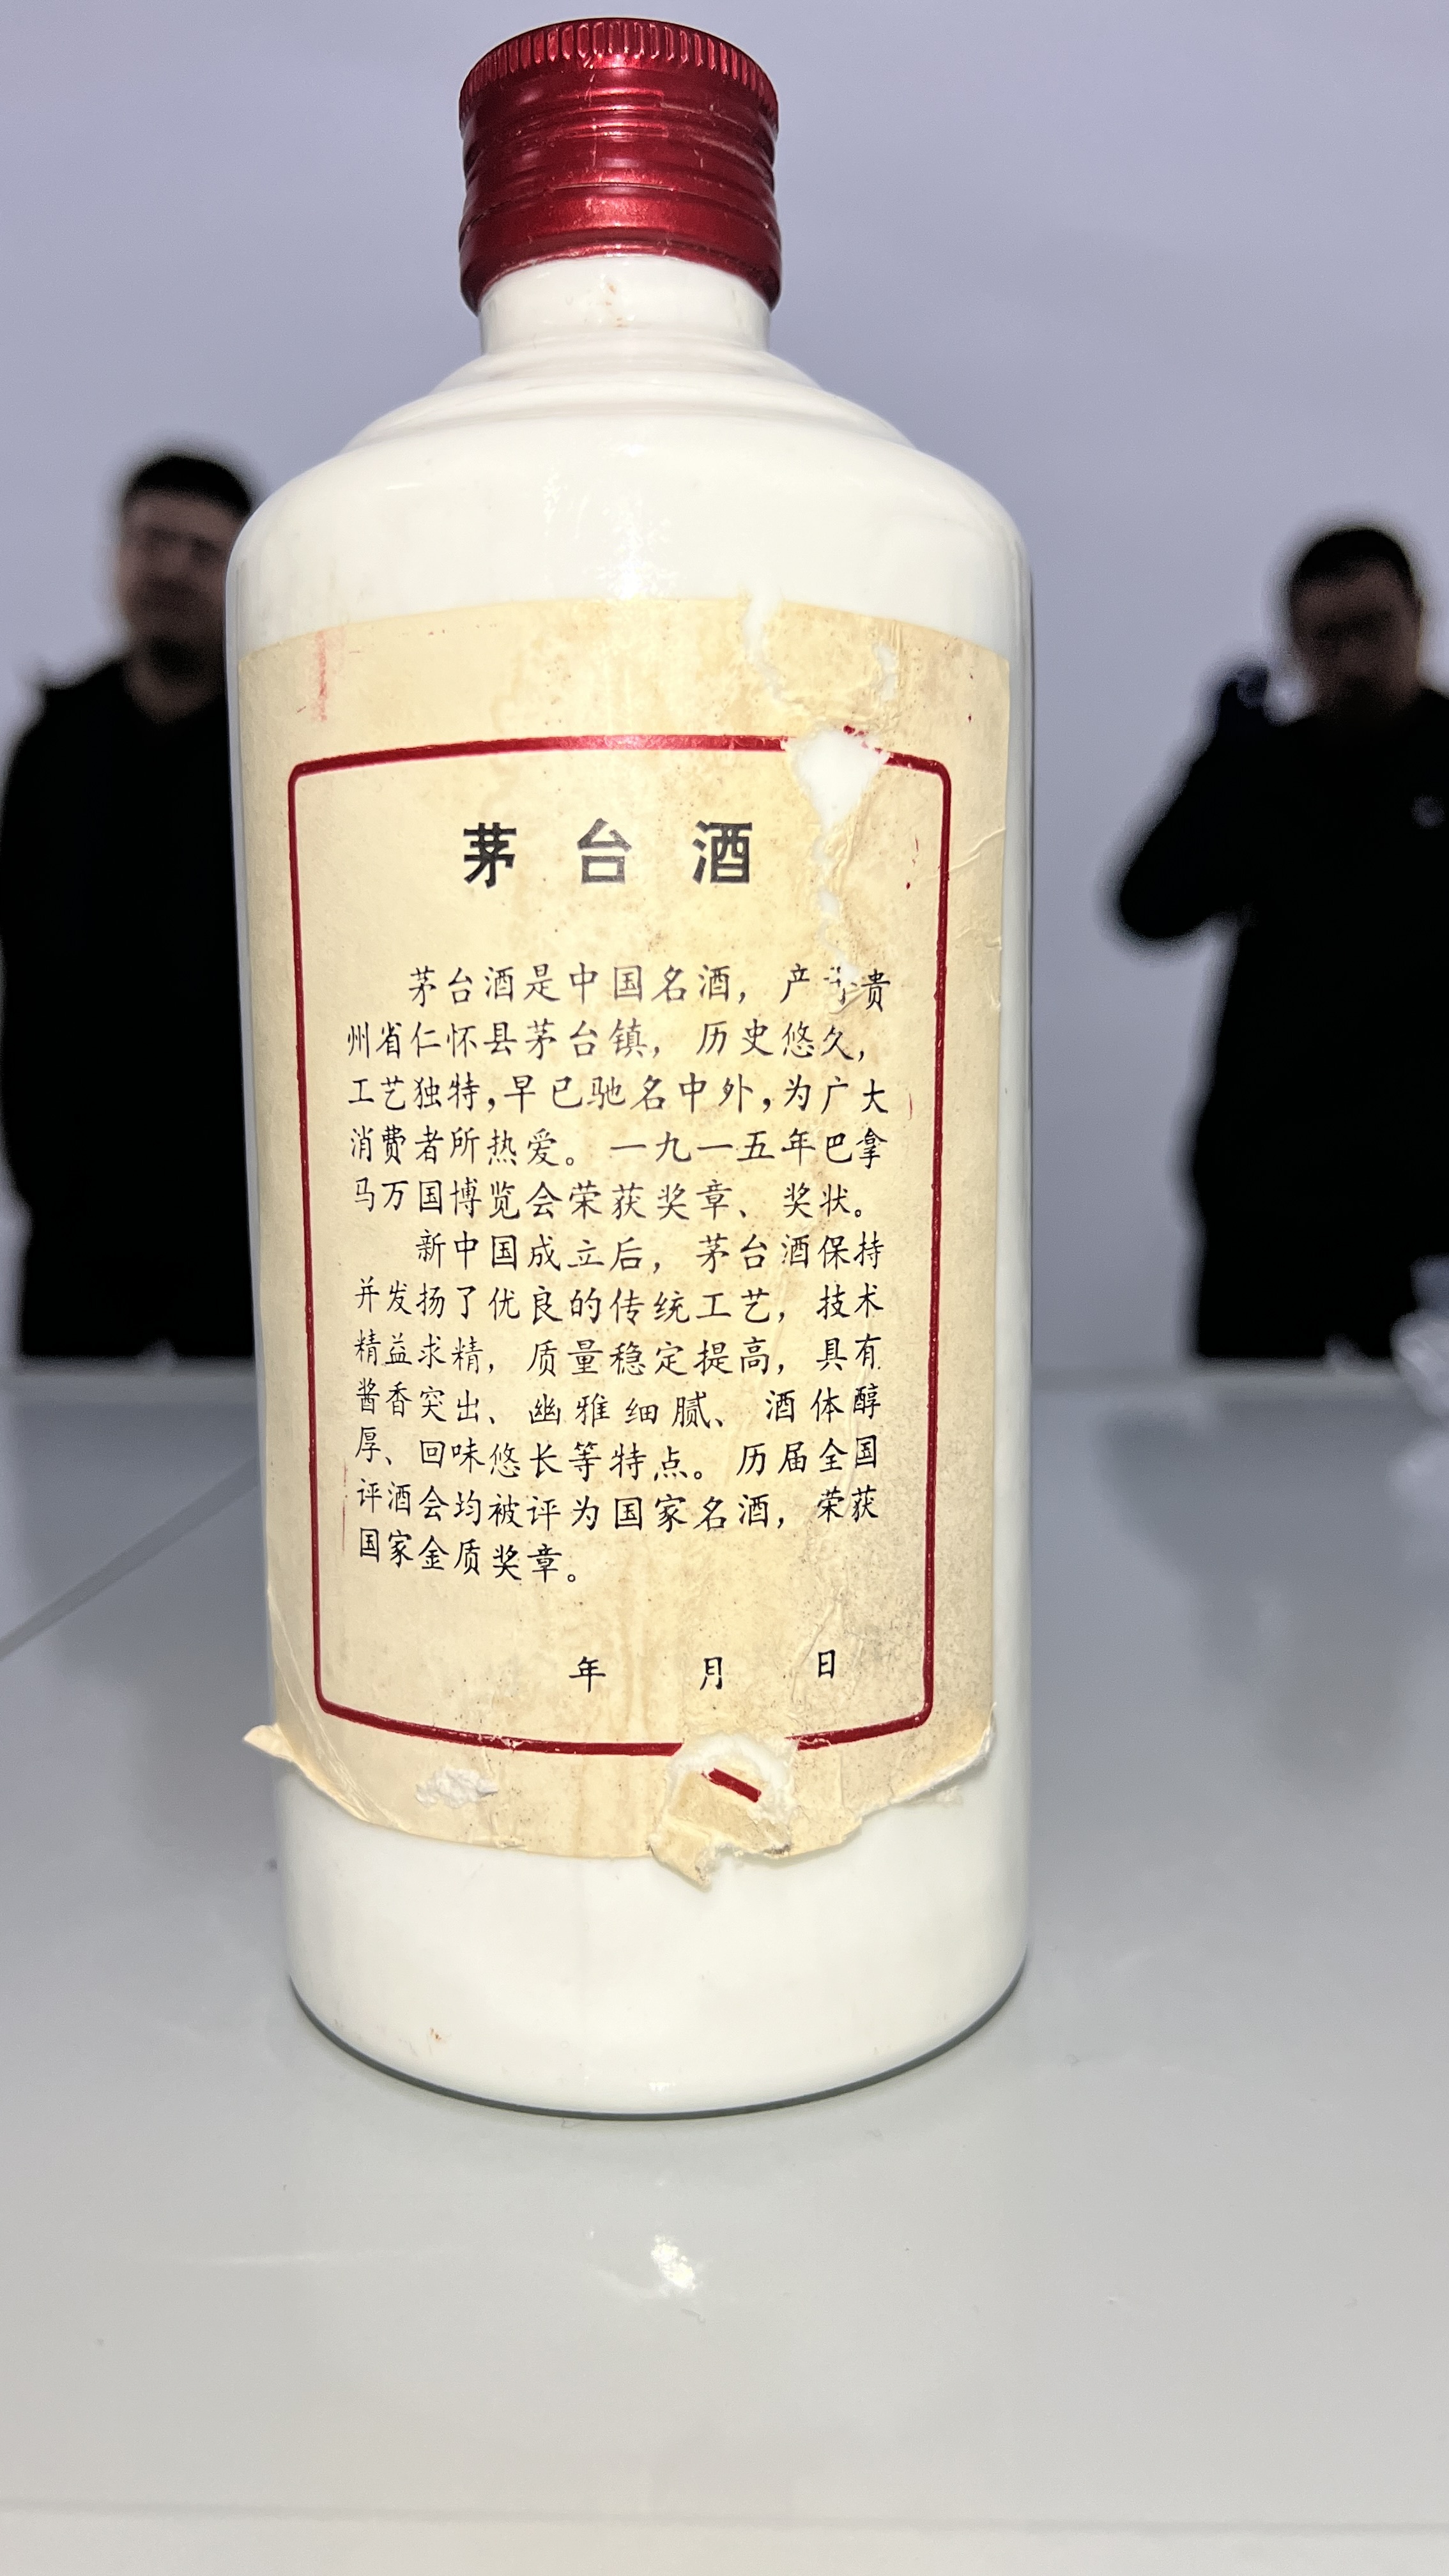 茅台酒
茅台酒是中国名酒，产于贵
州省仁怀县茅台镇，历史悠久，
工艺独特，早已驰名中外，为广大
消费者所热爱。一九一五年巴拿
马万国博览会荣获奖章、奖状。
新中国成立后，茅台酒保持
并发扬了优良的传统工艺，技术
精益求精，质量稳定提高，具有
酱香突出、幽雅细腻、酒体醇
厚、回味悠长等特点。历届全国
评酒会均被评为国家名酒，荣获
国家金质奖章。
年 月 日